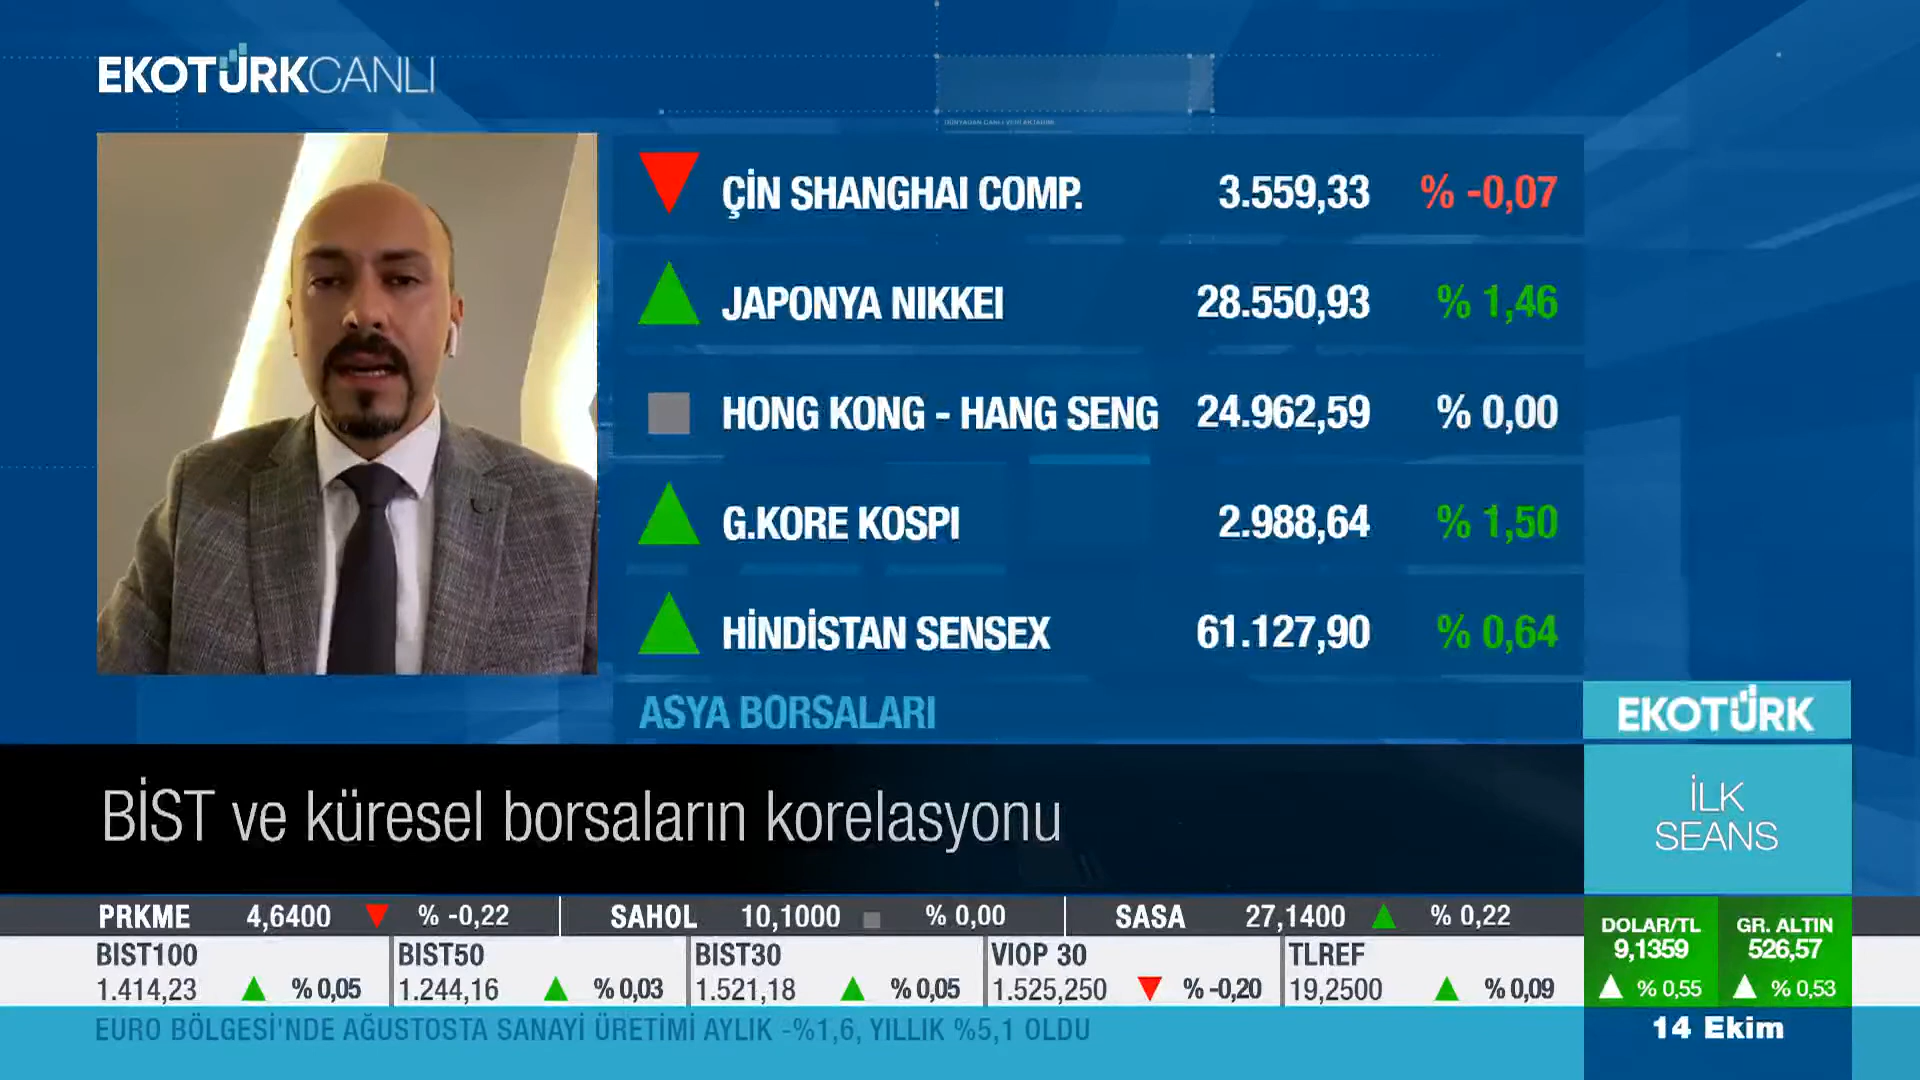 EKOTÜRKCANLI
DÜNYADAN CANLI VERİ AKTARIMI
ÇİN SHANGHAI COMP. 3.559,33 % -0,07
JAPONYA NIKKEI 28.550,93 % 1,46
HONG KONG - HANG SENG 24.962,59 % 0,00
G.KORE KOSPI 2.988,64 % 1,50
HİNDİSTAN SENSEX 61.127,90 % 0,64
ASYA BORSALARI
EKOTÜRK
BİST ve küresel borsaların korelasyonu
İLK
SEANS
PRKME 4,6400 % -0,22 SAHOL 10,1000 % 0,00 SASA 27,1400 % 0,22
BIST100 BIST50 BIST30 VIOP 30 TLREF
1.414,23 % 0,05 1.244,16 % 0,03 1.521,18 % 0,05 1.525,250 % -0,20 19,2500 % 0,09
DOLAR/TL GR. ALTIN
9,1359 526,57
% 0,55 % 0,53
EURO BÖLGESİ'NDE AĞUSTOSTA SANAYİ ÜRETİMİ AYLIK -%1,6, YILLIK %5,1 OLDU
14 Ekim